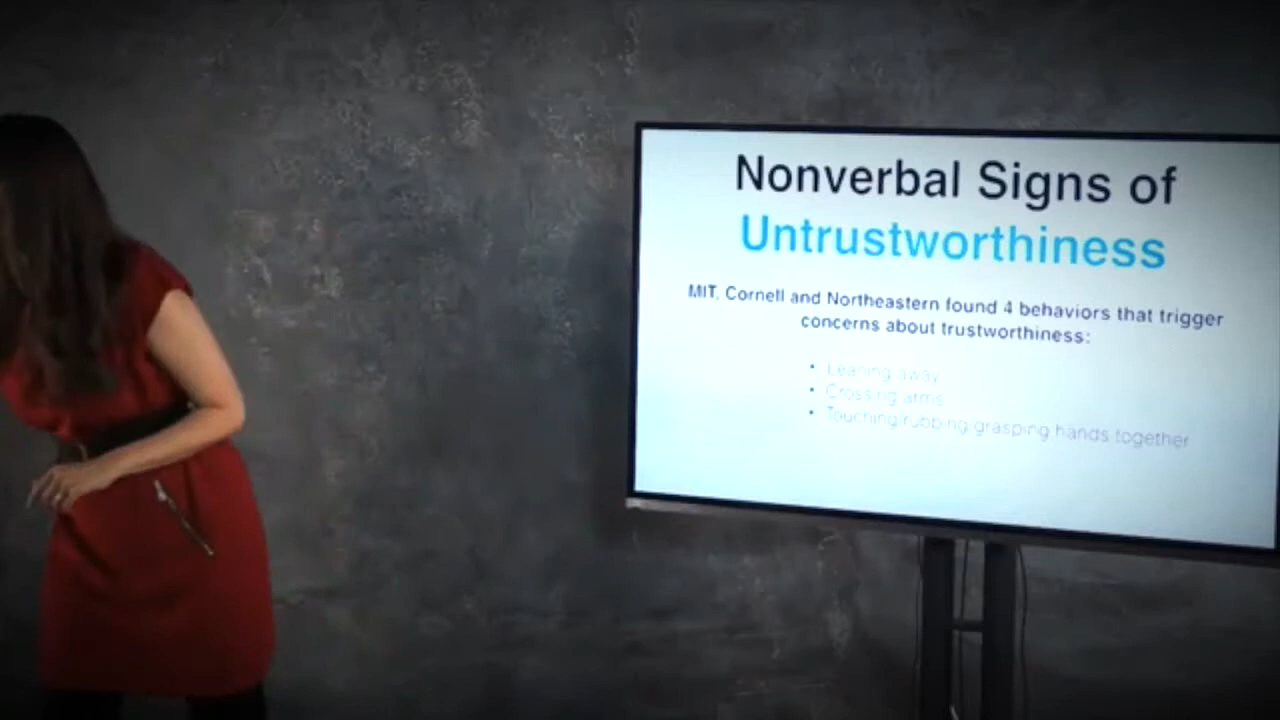 Nonverbal Signs of
Untrustworthiness
MIT, Cornell and Northeastern found 4 behaviors that trigger
concerns about trustworthiness:
• Leaning away
• Crossing arms
• Touching/rubbing/grasping hands together